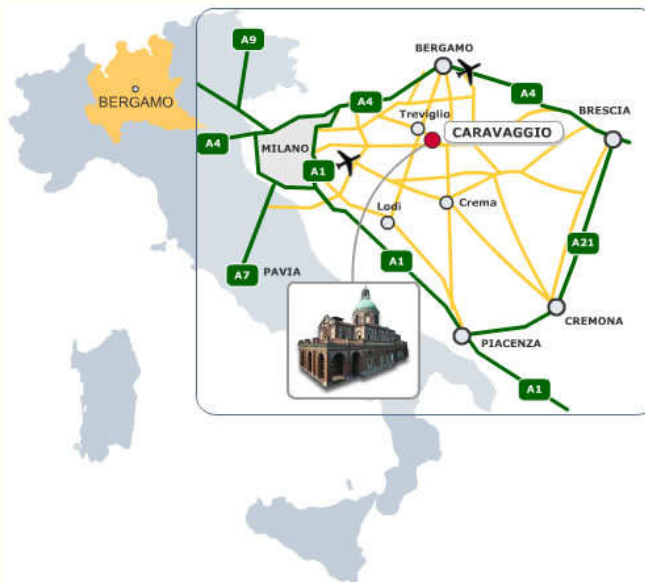 A9
BERGAMO
A4
A4
BERGAMO
Treviglio
BRESCIA
CARAVAGGIO
A4
MILANO
A1
Lodi
Crema
A21
A1
A7
PAVIA
CREMONA
PIACENZA
A1